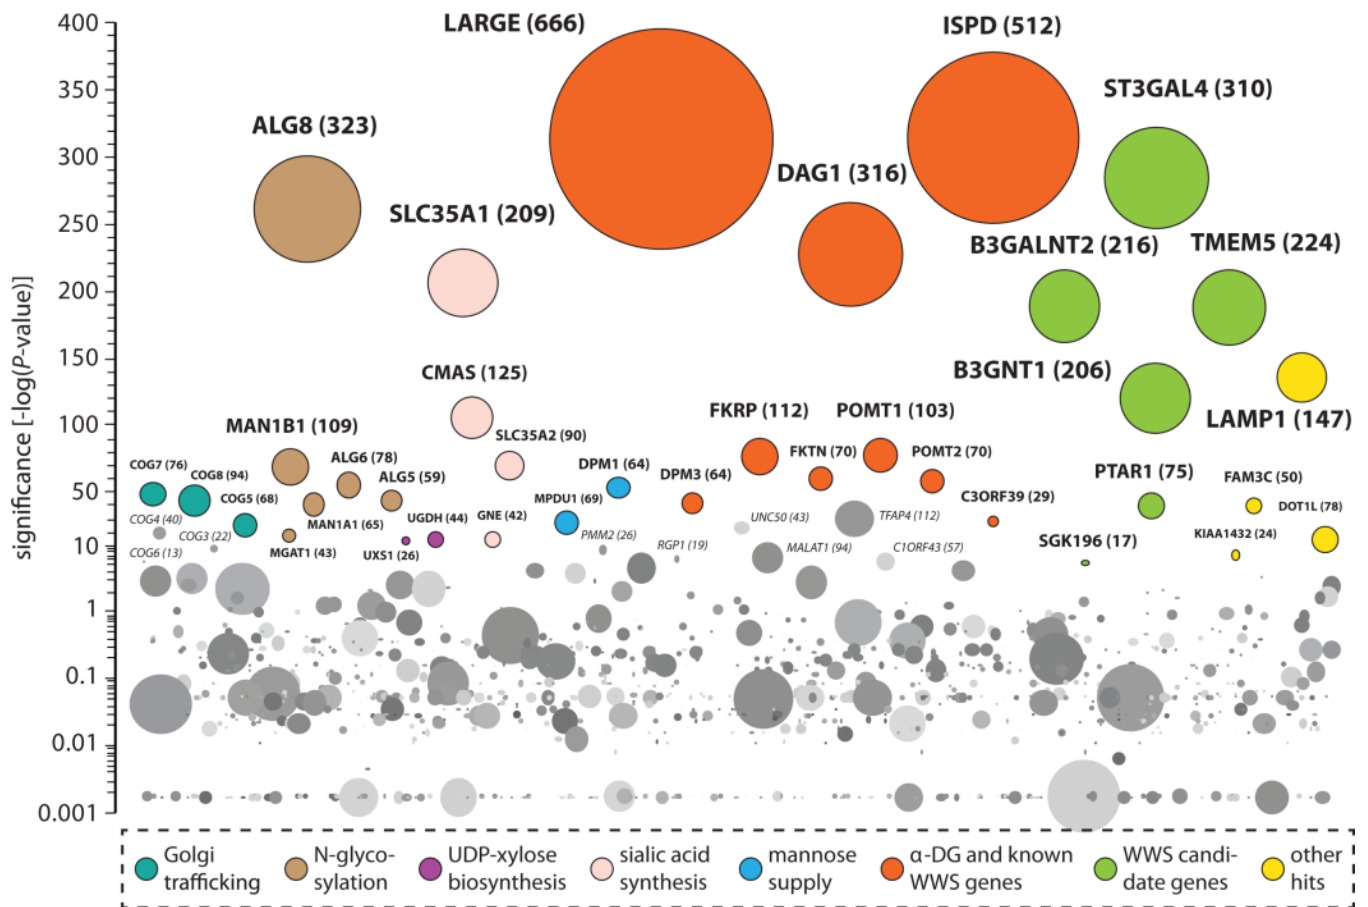 400
LARGE (666)
ISPD (512)
350
ST3GAL4 (310)
ALG8 (323)
300
DAG1 (316)
SLC35A1 (209)
250
B3GALNT2 (216)
TMEM5 (224)
200
significance [-log(P-value)]
150
CMAS (125)
B3GNT1 (206)
LAMP1 (147)
100
MAN1B1 (109)
FKRP (112)
POMT1 (103)
SLC35A2 (90)
COG7 (76)
COG8 (94)
ALG6 (78)
ALG5 (59)
DPM1 (64)
DPM3 (64)
FKTN (70)
POMT2 (70)
PTAR1 (75)
FAM3C (50)
50
COG5 (68)
MPDU1 (69)
C3ORF39 (29)
DOT1L (78)
COG4 (40)
MAN1A1 (65)
UGDH (44)
GNE (42)
UNC50 (43)
TFAP4 (112)
COG3 (22)
PMM2 (26)
SGK196 (17)
KIAA1432 (24)
10
COG6 (13)
MGAT1 (43)
UXS1 (26)
RGP1 (19)
MALAT1 (94)
C1ORF43 (57)
1
0.1
0.01
0.001
Golgi
trafficking
N-glyco-
sylation
UDP-xylose
biosynthesis
sialic acid
synthesis
mannose
supply
α-DG and known
WWS genes
WWS candi-
date genes
other
hits